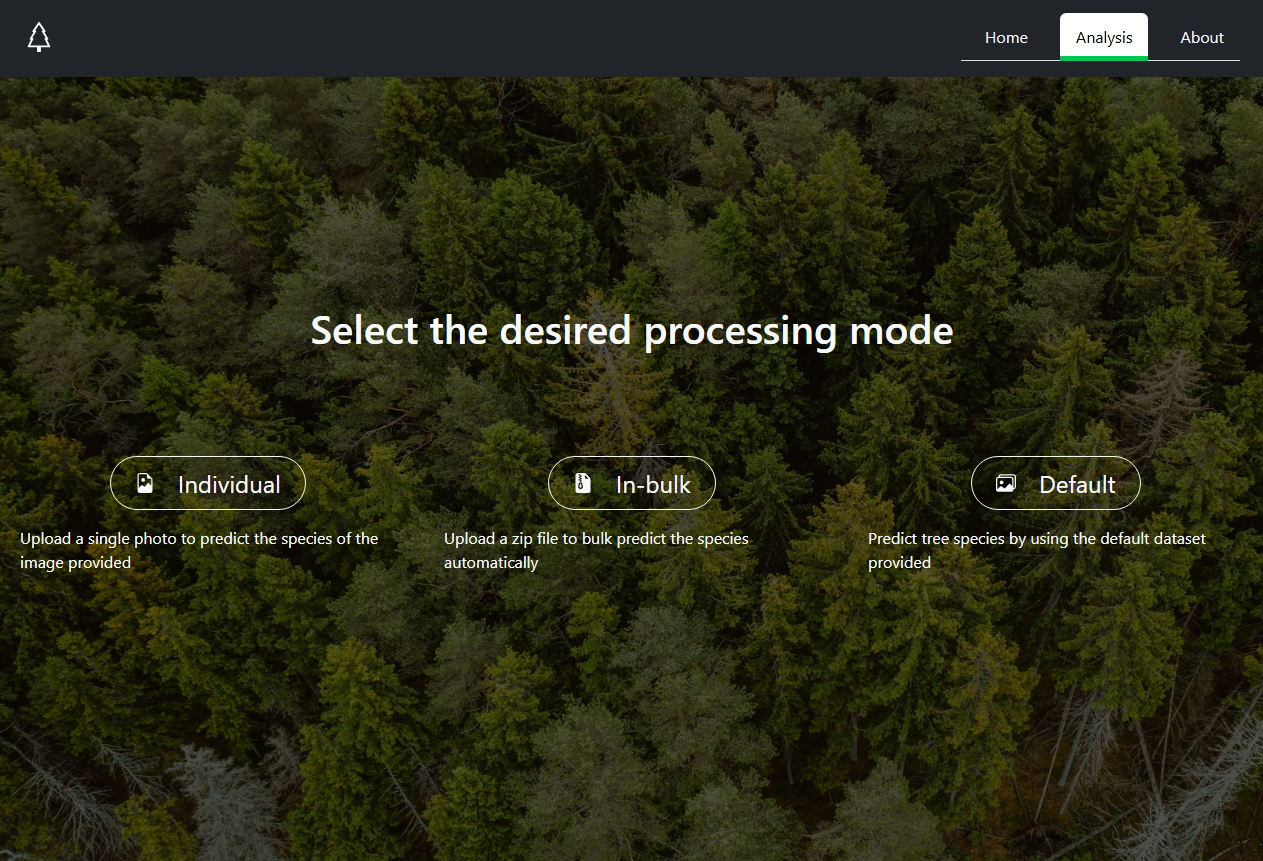 Home
Analysis
About
Select the desired processing mode
Individual
In-bulk
Default
Upload a single photo to predict the species of the
image provided
Upload a zip file to bulk predict the species
automatically
Predict tree species by using the default dataset
provided